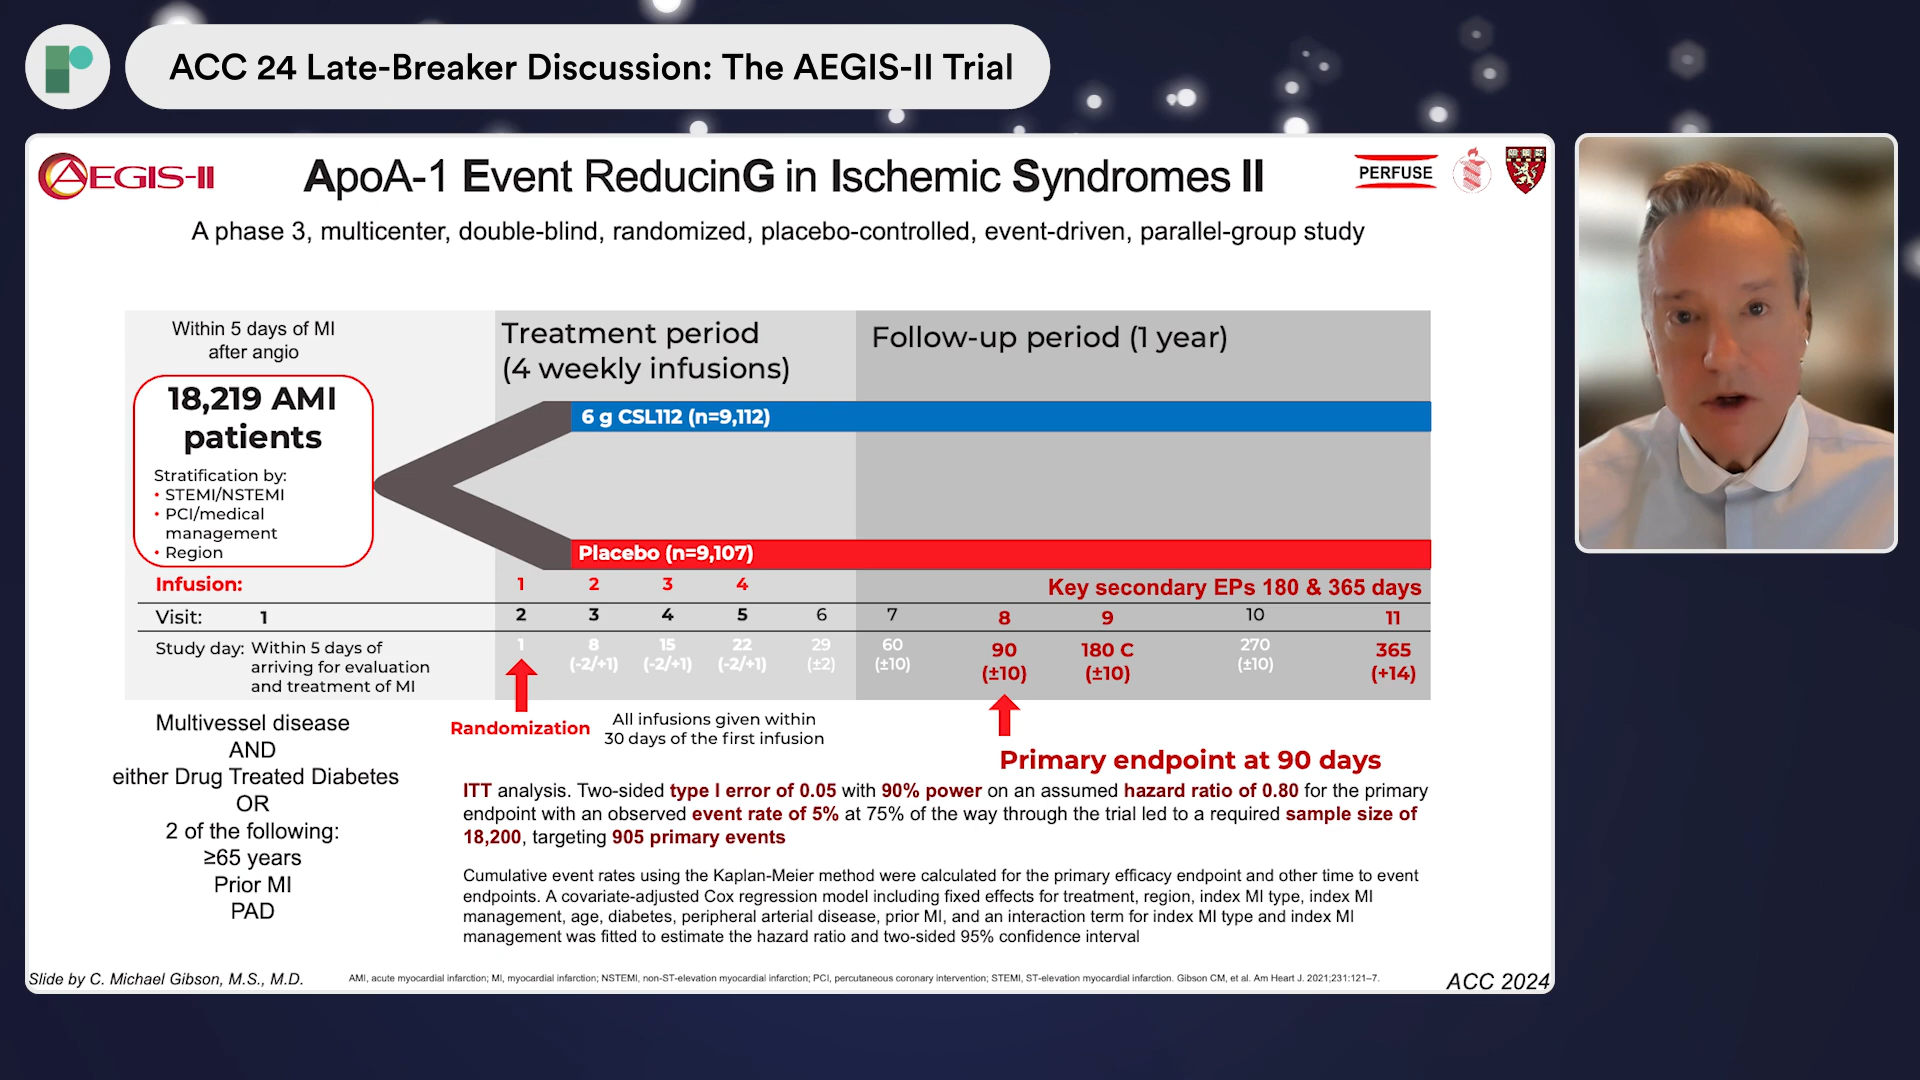 ACC 24 Late-Breaker Discussion: The AEGIS-II Trial
AEGIS-II
ApoA-1 Event ReducinG in Ischemic Syndromes II
PERFUSE
A phase 3, multicenter, double-blind, randomized, placebo-controlled, event-driven, parallel-group study
Within 5 days of MI
after angio
18,219 AMI
patients
Stratification by:
• STEMI/NSTEMI
• PCI/medical
management
• Region
Treatment period
(4 weekly infusions)
Follow-up period (1 year)
6 g CSL112 (n=9,112)
Placebo (n=9,107)
Infusion: 1 2 3 4 Key secondary EPs 180 & 365 days
Visit: 1 2 3 4 5 6 7 8 9 10 11
Study day: Within 5 days of
arriving for evaluation
and treatment of MI
1 8 15 22 29 60 90 180 C 270 365
(-2/+1) (-2/+1) (-2/+1) (±2) (±10) (±10) (±10) (±10) (+14)
Randomization
All infusions given within
30 days of the first infusion
Primary endpoint at 90 days
Multivessel disease
AND
either Drug Treated Diabetes
OR
2 of the following:
≥65 years
Prior MI
PAD
ITT analysis. Two-sided type I error of 0.05 with 90% power on an assumed hazard ratio of 0.80 for the primary
endpoint with an observed event rate of 5% at 75% of the way through the trial led to a required sample size of
18,200, targeting 905 primary events
Cumulative event rates using the Kaplan-Meier method were calculated for the primary efficacy endpoint and other time to event
endpoints. A covariate-adjusted Cox regression model including fixed effects for treatment, region, index MI type, index MI
management, age, diabetes, peripheral arterial disease, prior MI, and an interaction term for index MI type and index MI
management was fitted to estimate the hazard ratio and two-sided 95% confidence interval
Slide by C. Michael Gibson, M.S., M.D.
AMI, acute myocardial infarction; MI, myocardial infarction; NSTEMI, non-ST-elevation myocardial infarction; PCI, percutaneous coronary intervention; STEMI, ST-elevation myocardial infarction. Gibson CM, et al. Am Heart J. 2021;231:121–7.
ACC 2024